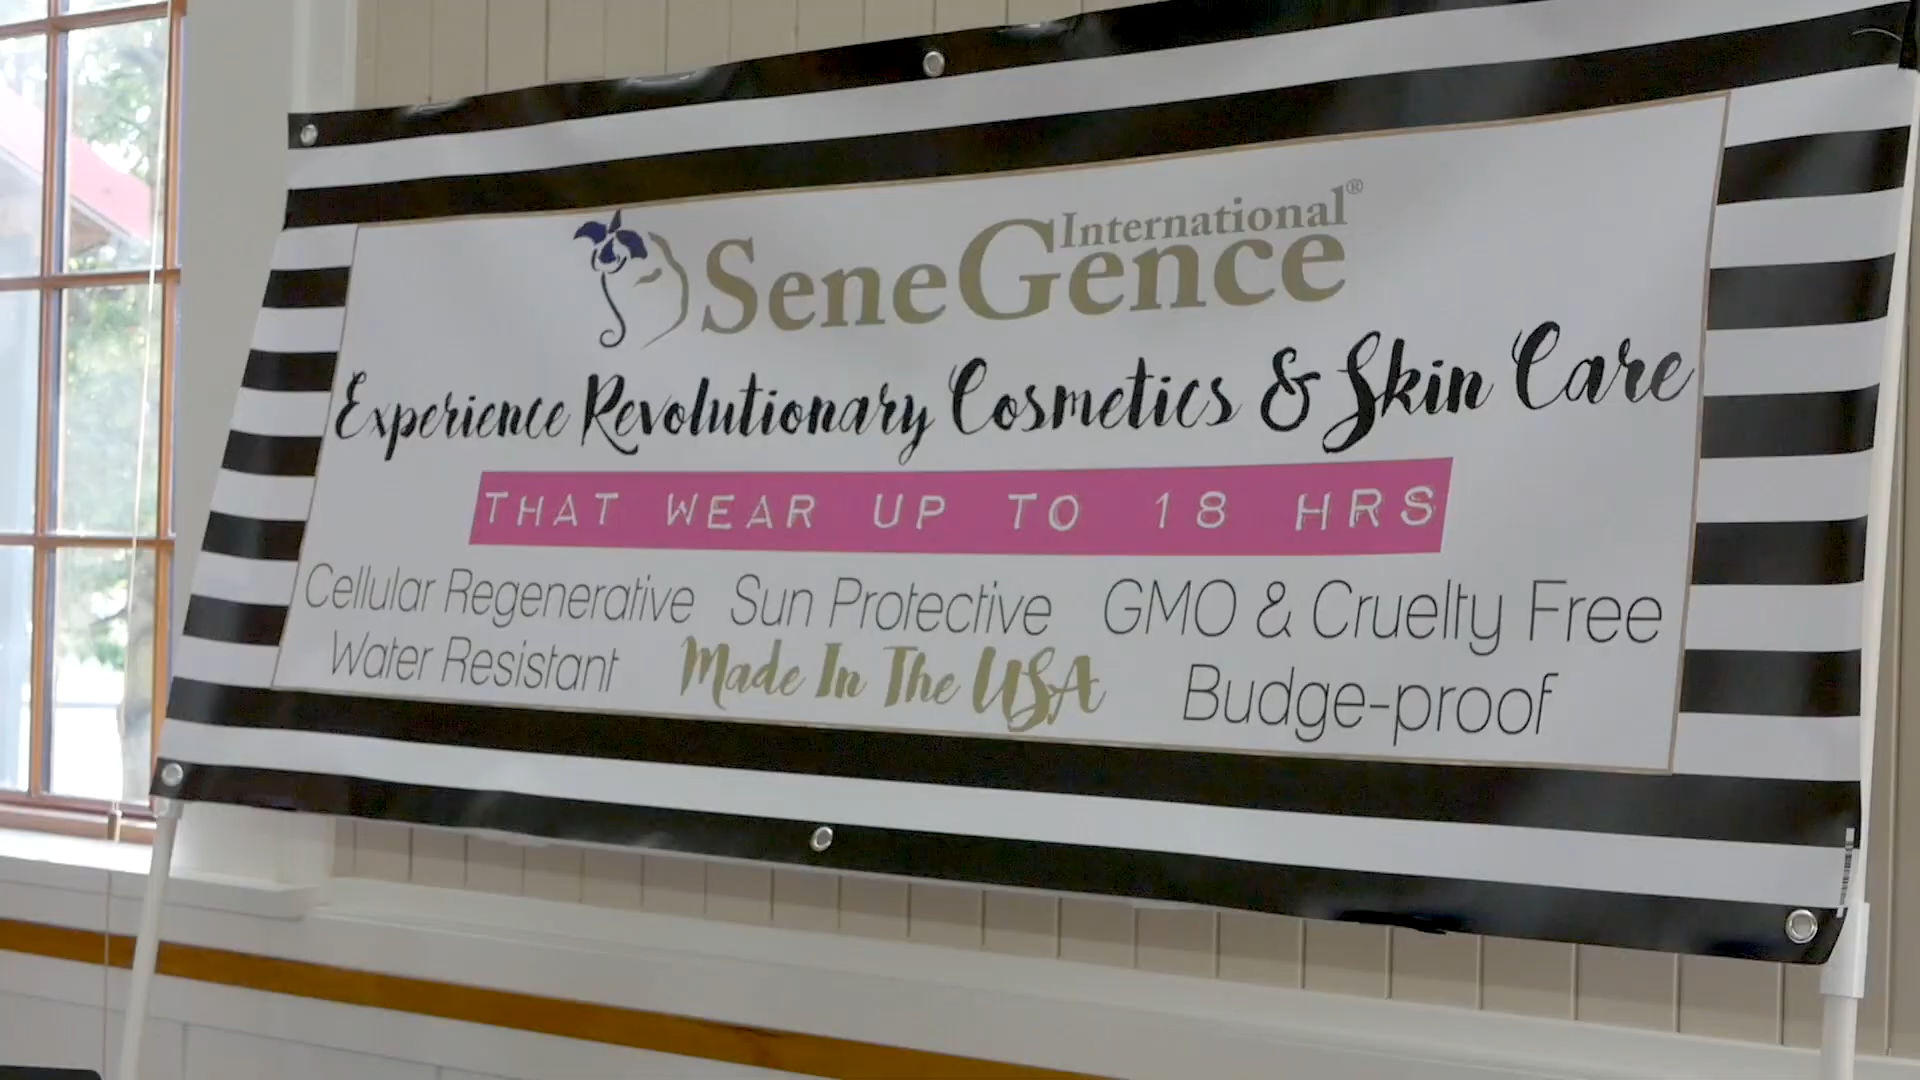 International®
SeneGence
Experience Revolutionary Cosmetics & Skin Care
THAT WEAR UP TO 18 HRS
Cellular Regenerative Sun Protective GMO & Cruelty Free
Water Resistant Made In The USA Budge-proof